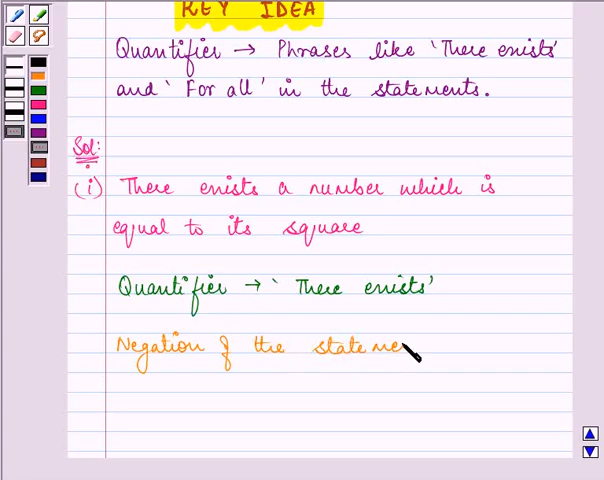 KEY IDEA
Quantifier → Phrases like 'There exists'
and 'For all' in the statements.
Sol:
(i) There exists a number which is
equal to its square
Quantifier → 'There exists'
Negation of the stateme